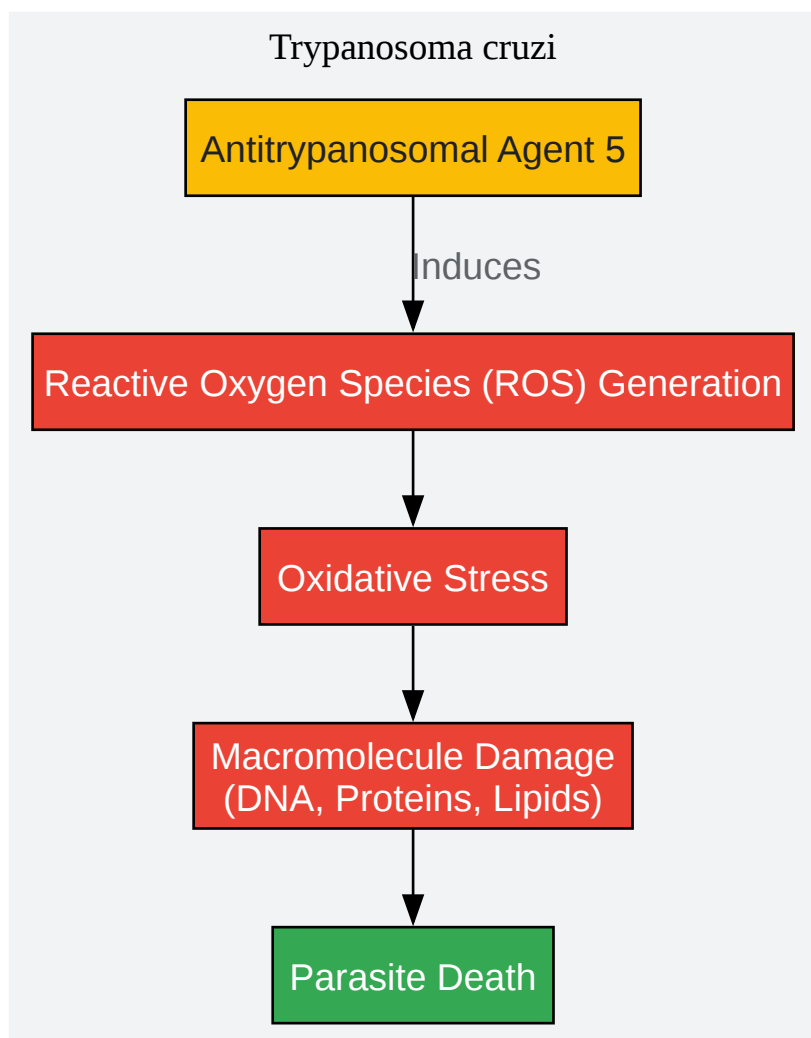 Trypanosoma cruzi
Antitrypanosomal Agent 5
Induces
Reactive Oxygen Species (ROS) Generation
Oxidative Stress
Macromolecule Damage
(DNA, Proteins, Lipids)
Parasite Death